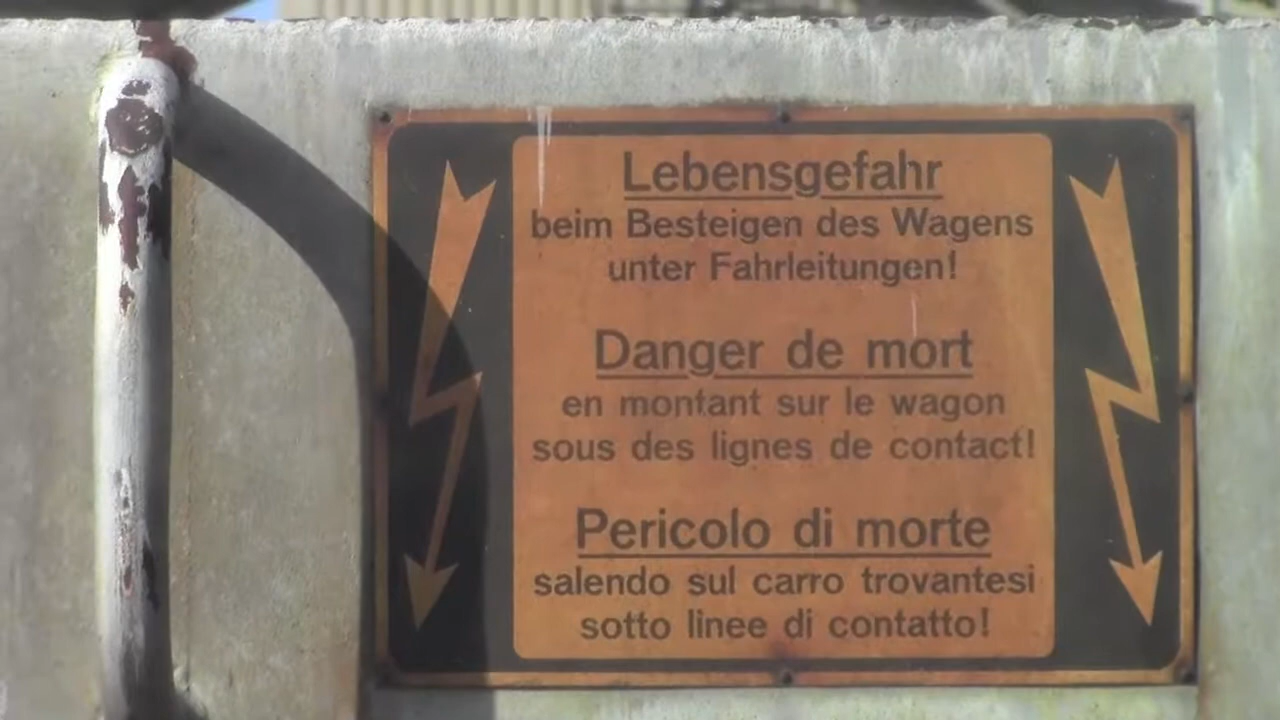 Lebensgefahr
beim Besteigen des Wagens
unter Fahrleitungen!
Danger de mort
en montant sur le wagon
sous des lignes de contact!
Pericolo di morte
salendo sul carro trovantesi
sotto linee di contatto!